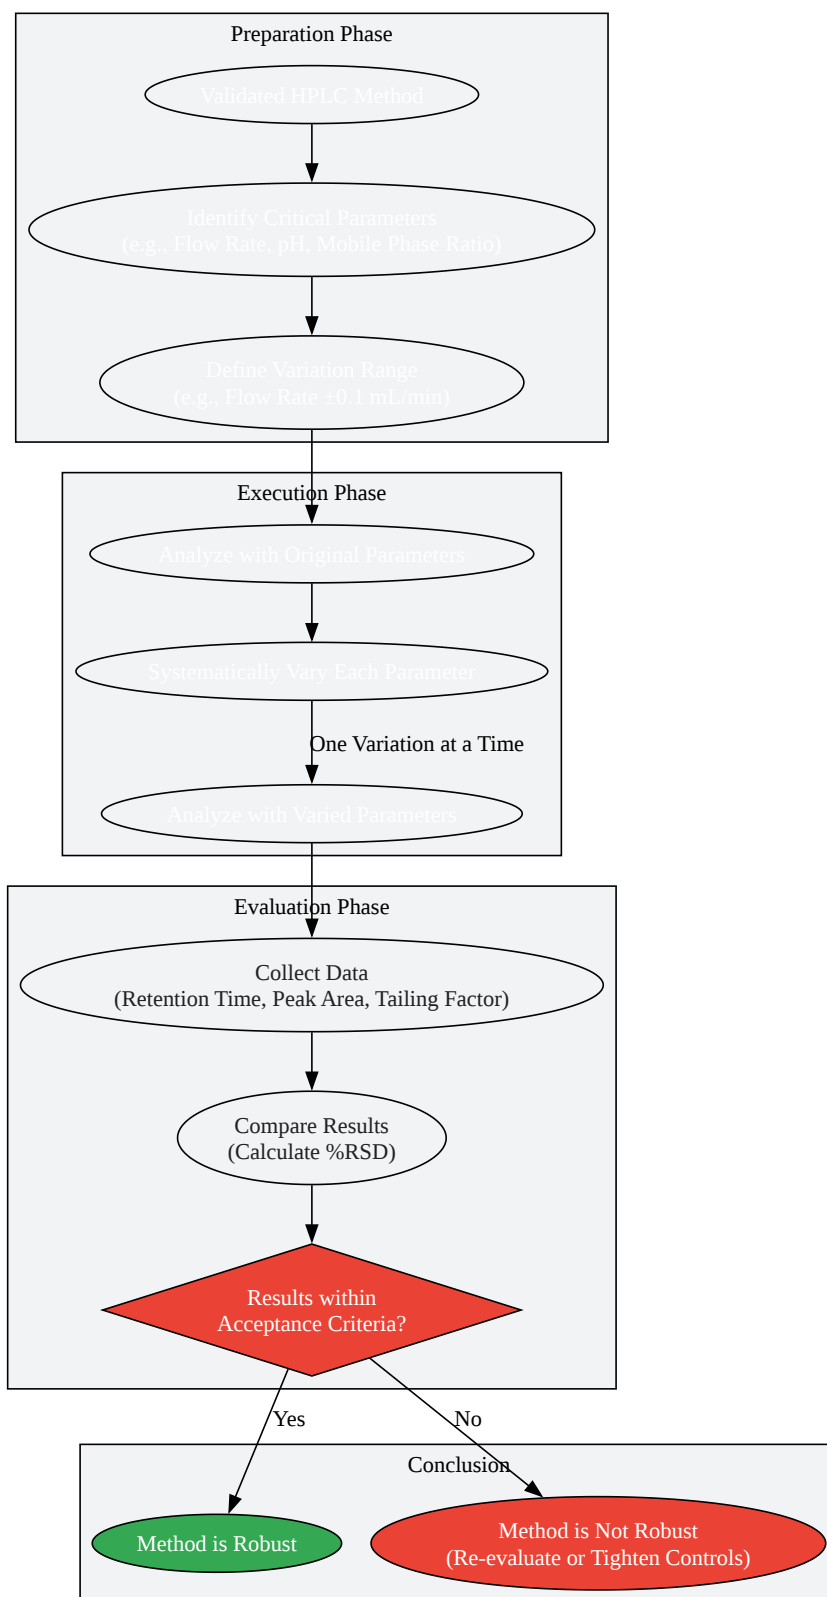 Preparation Phase
Validated HPLC Method
Identify Critical Parameters
(e.g., Flow Rate, pH, Mobile Phase Ratio)
Define Variation Range
(e.g., Flow Rate ±0.1 mL/min)
Execution Phase
Analyze with Original Parameters
Systematically Vary Each Parameter
One Variation at a Time
Analyze with Varied Parameters
Evaluation Phase
Collect Data
(Retention Time, Peak Area, Tailing Factor)
Compare Results
(Calculate %RSD)
Results within
Acceptance Criteria?
Yes
No
Conclusion
Method is Robust
Method is Not Robust
(Re-evaluate or Tighten Controls)